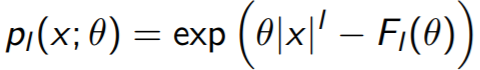 p_l(x; θ) = exp (θ|x|^l − F_l(θ))